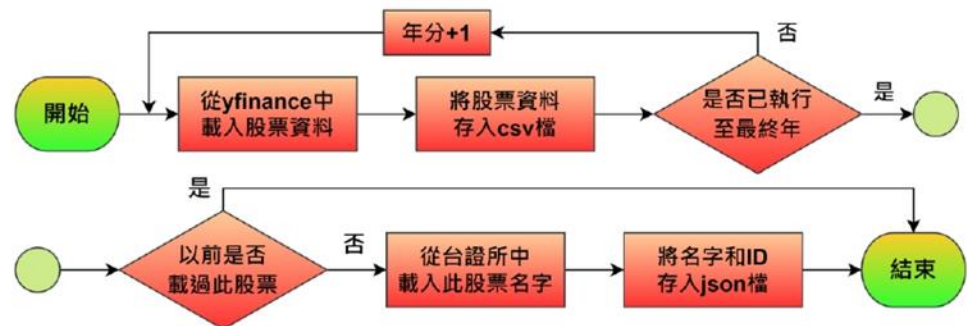 年分+1
否
開始
從yfinance中
載入股票資料
將股票資料
存入csv檔
是否已執行
至最終年
是
是
以前是否
載過此股票
否
從台證所中
載入此股票名字
將名字和ID
存入json檔
結束